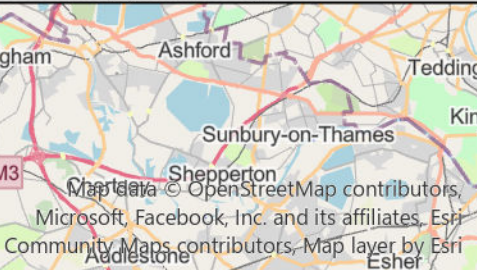 Ashford
gham
Tedding
Kin
Sunbury-on-Thames
M3
Shepperton
Chertsey
Map data © OpenStreetMap contributors,
Microsoft, Facebook, Inc. and its affiliates, Esri
Community Maps contributors, Map layer by Esri
Addlestone
Esher